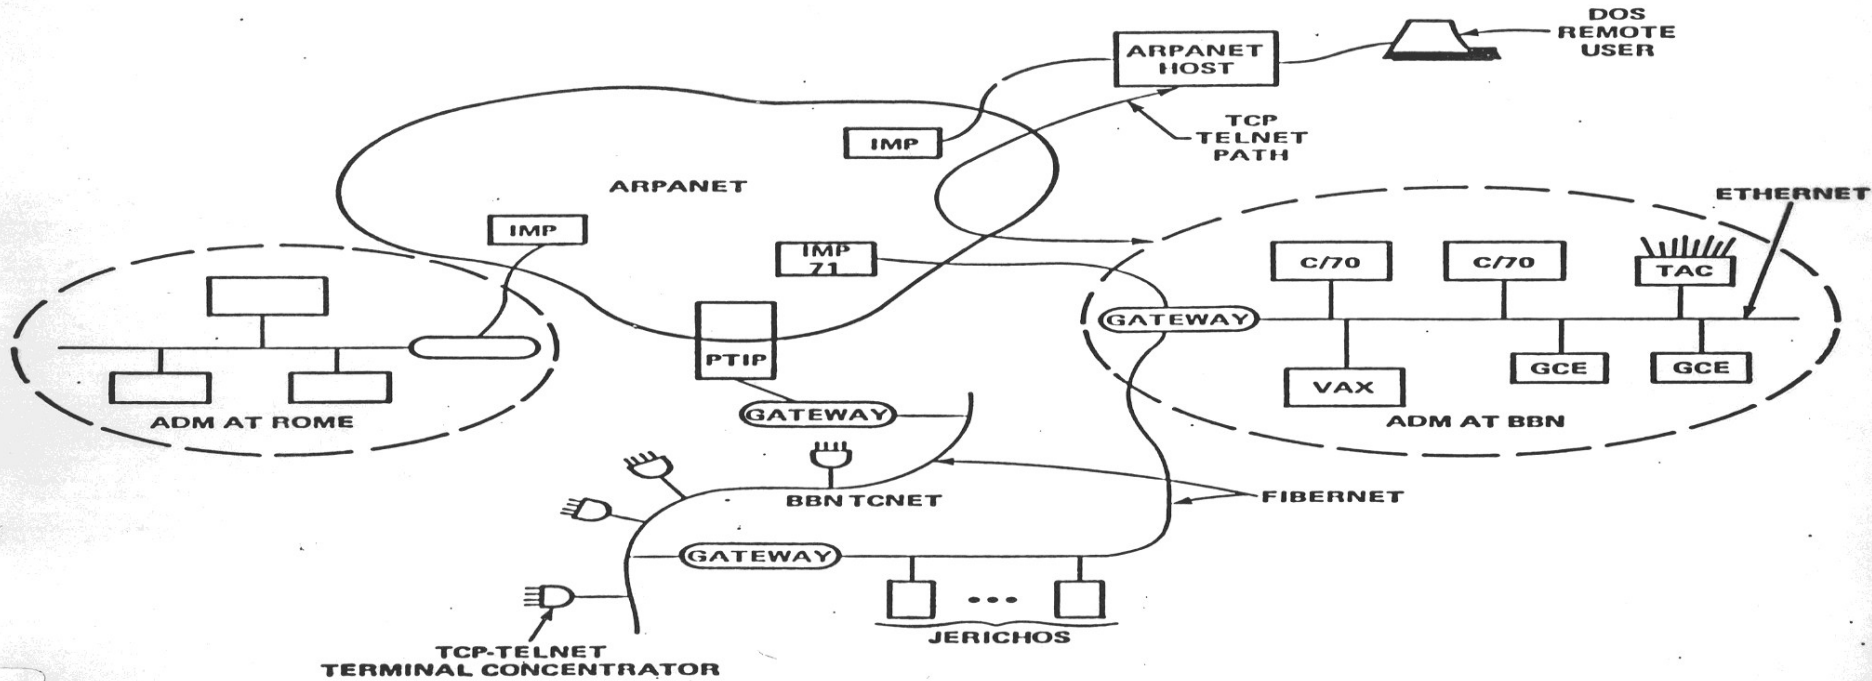 DOS
REMOTE
USER
ARPANET
HOST
TCP
TELNET
PATH
IMP
ARPANET
ETHERNET
IMP
IMP
71
C/70
C/70
TAC
GATEWAY
PTIP
GCE
GCE
VAX
GATEWAY
ADM AT ROME
ADM AT BBN
BBN TCNET
FIBERNET
GATEWAY
JERICHOS
TCP-TELNET
TERMINAL CONCENTRATOR